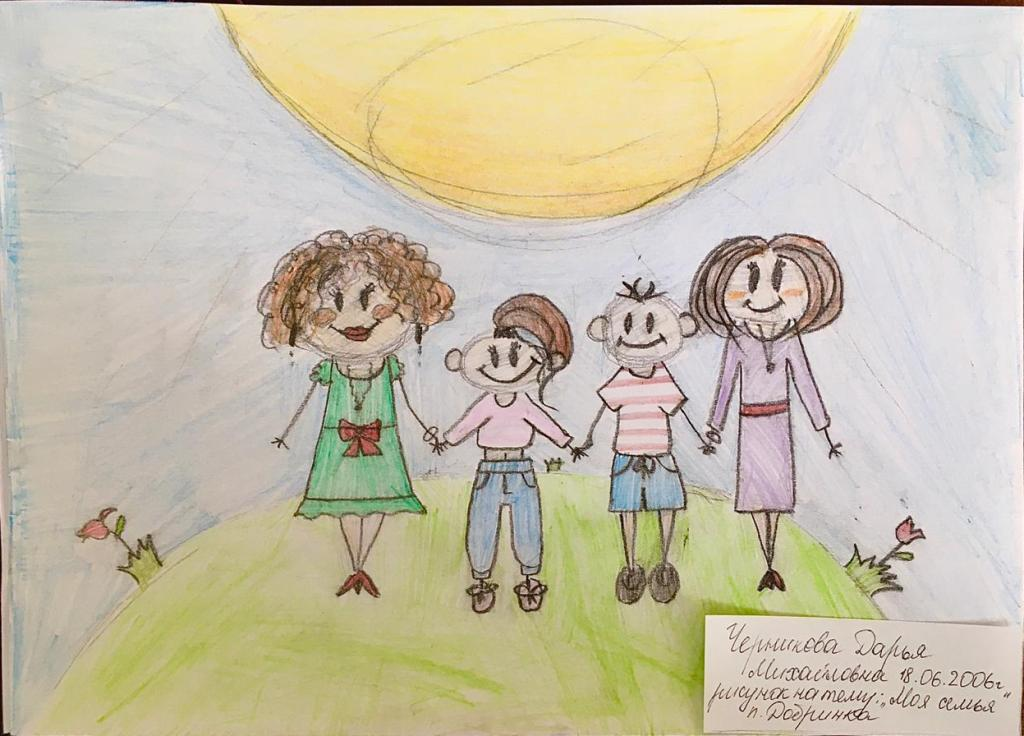 Черникова Дарья
Михайловна 18.06.2006г
рисунок на тему: „Моя семья“
п. Добринка